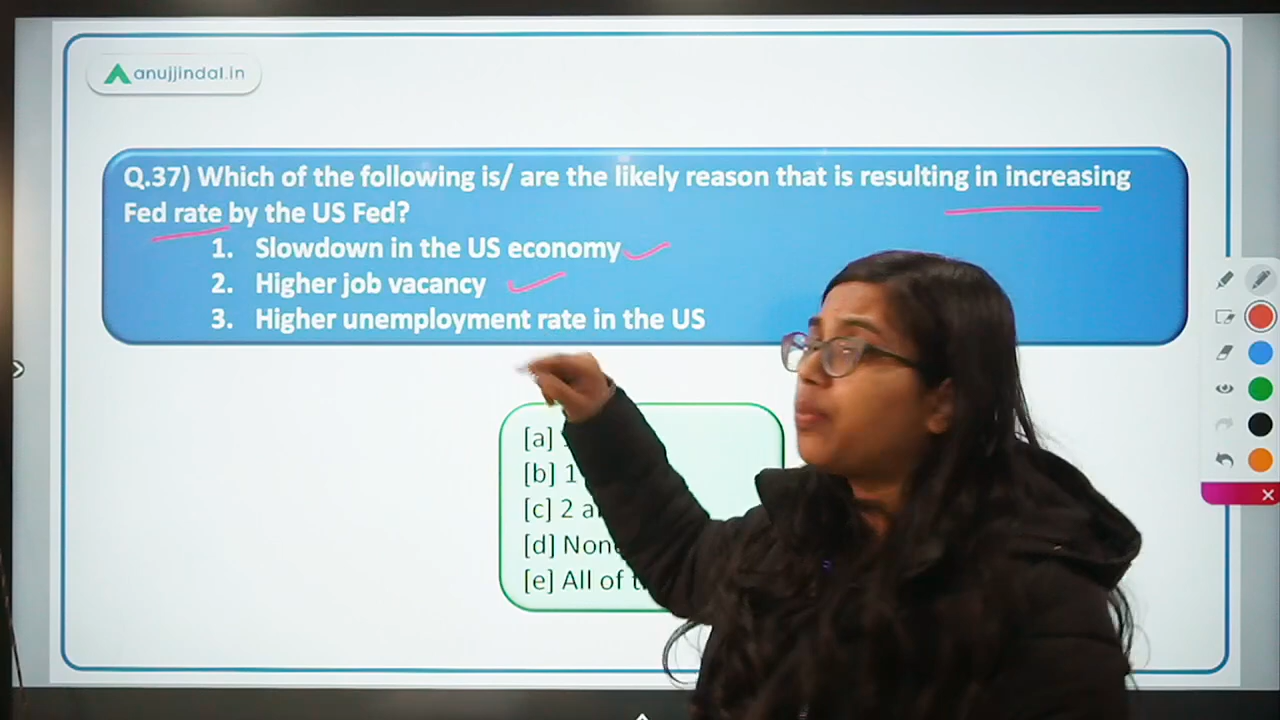 anujjindal.in
Q.37) Which of the following is/ are the likely reason that is resulting in increasing
Fed rate by the US Fed?
1. Slowdown in the US economy
2. Higher job vacancy
3. Higher unemployment rate in the US
[a]
[b] 1
[c] 2
[d]
[e] All of